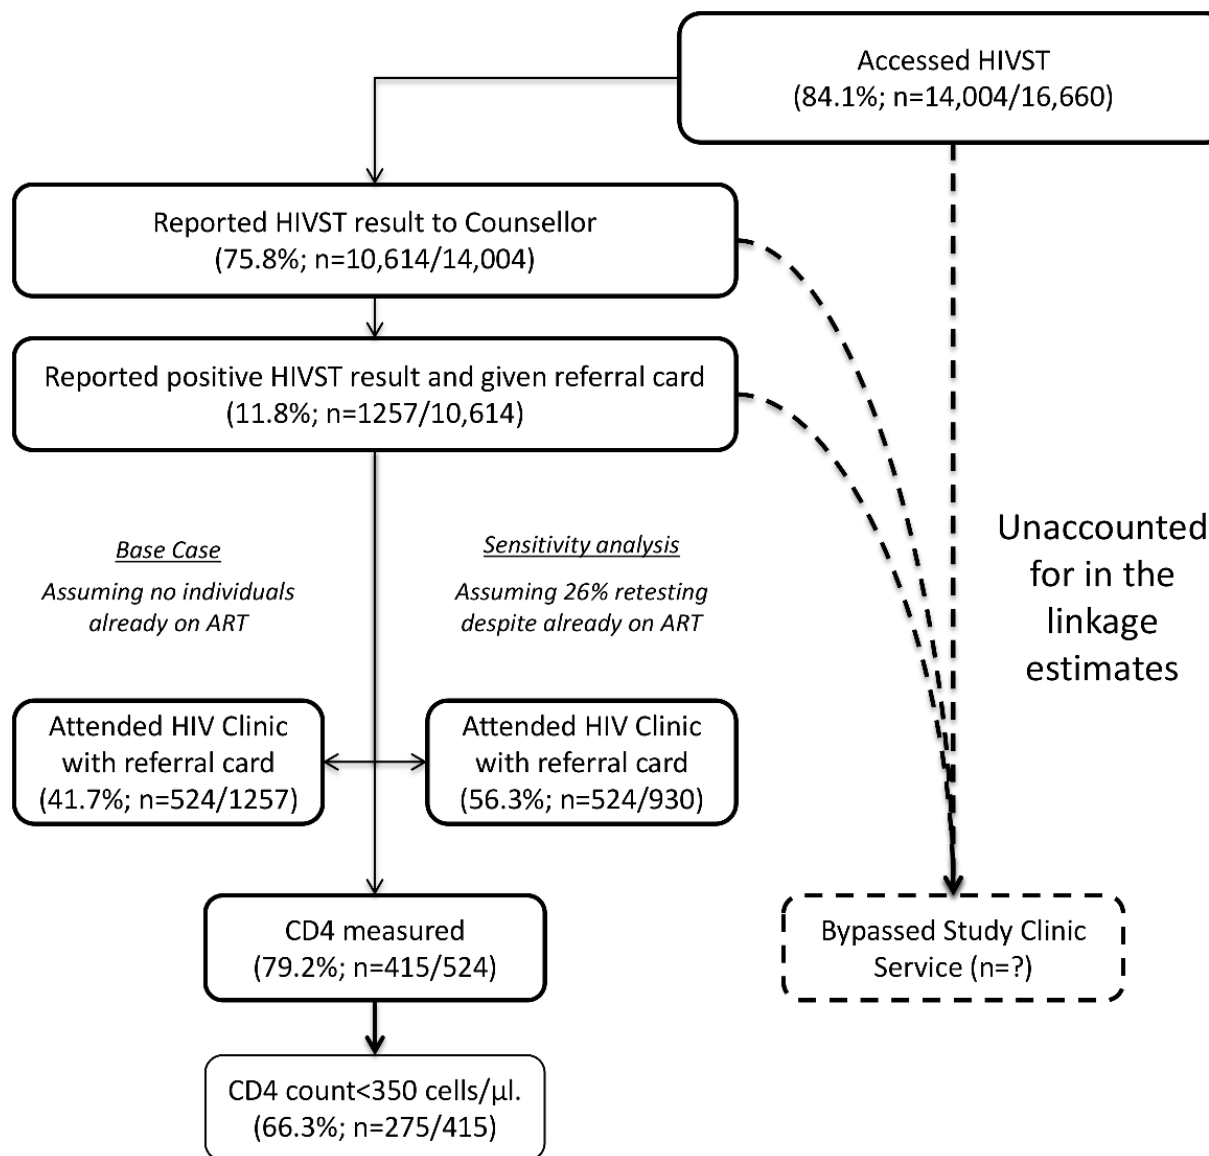 Accessed HIVST
(84.1%; n=14,004/16,660)
Reported HIVST result to Counsellor
(75.8%; n=10,614/14,004)
Reported positive HIVST result and given referral card
(11.8%; n=1257/10,614)
Base Case
Assuming no individuals
already on ART
Sensitivity analysis
Assuming 26% retesting
despite already on ART
Unaccounted
for in the
linkage
estimates
Attended HIV Clinic
with referral card
(41.7%; n=524/1257)
Attended HIV Clinic
with referral card
(56.3%; n=524/930)
CD4 measured
(79.2%; n=415/524)
Bypassed Study Clinic
Service (n=?)
CD4 count<350 cells/µl.
(66.3%; n=275/415)